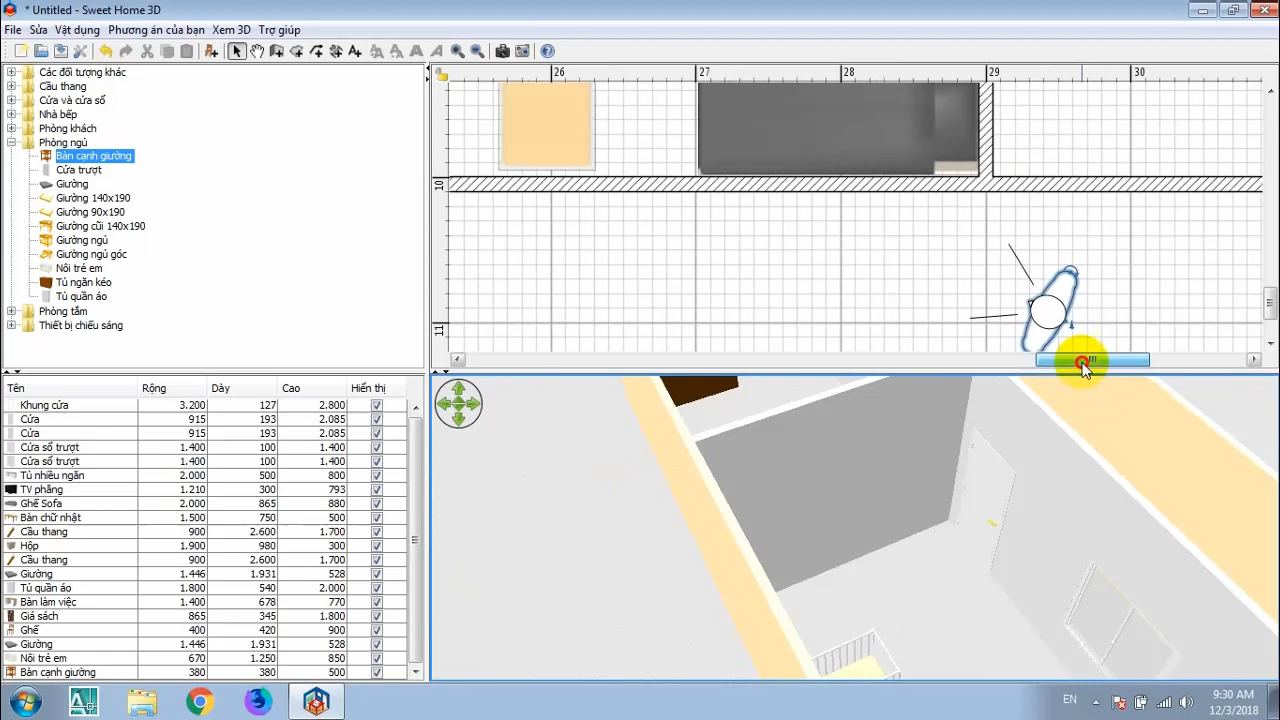 * Untitled - Sweet Home 3D
File Sửa Vật dụng Phương án của bạn Xem 3D Trợ giúp
Các đối tượng khác
Cầu thang
Cửa và cửa sổ
Nhà bếp
Phòng khách
Phòng ngủ
Bàn cạnh giường
Cửa trượt
Giường
Giường 140x190
Giường 90x190
Giường cũi 140x190
Giường ngủ
Giường ngủ góc
Nôi trẻ em
Tủ ngăn kéo
Tủ quần áo
Phòng tắm
Thiết bị chiếu sáng
26 27 28 29 30
10
11
Tên Rộng Dày Cao Hiển thị
Khung cửa 3.200 127 2.800
Cửa 915 193 2.085
Cửa 915 193 2.085
Cửa sổ trượt 1.400 100 1.400
Cửa sổ trượt 1.400 100 1.400
Tủ nhiều ngăn 2.000 500 800
TV phẳng 1.210 300 793
Ghế Sofa 2.000 865 880
Bàn chữ nhật 1.500 750 500
Cầu thang 900 2.600 1.700
Hộp 1.900 980 300
Cầu thang 900 2.600 1.700
Giường 1.446 1.931 528
Tủ quần áo 1.800 540 2.000
Bàn làm việc 1.400 678 770
Giá sách 865 345 1.800
Ghế 400 420 900
Giường 1.446 1.931 528
Nôi trẻ em 670 1.250 850
Bàn cạnh giường 380 380 500
EN
9:30 AM
12/3/2018